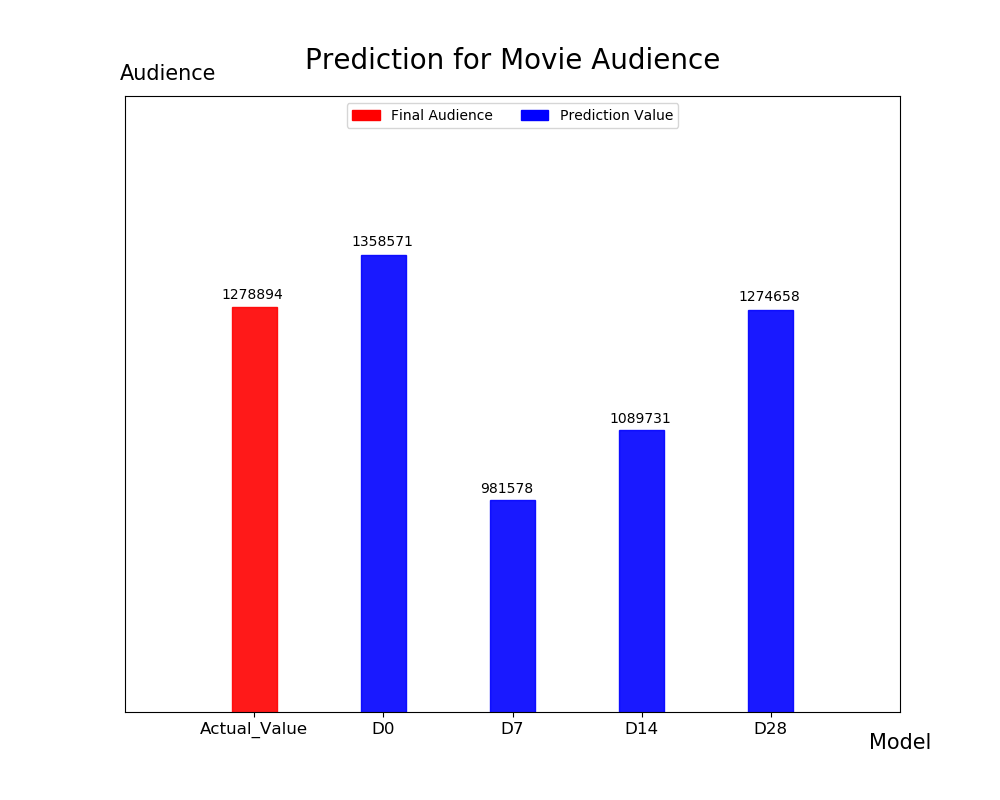 Prediction for Movie Audience
Audience
Final Audience Prediction Value
1358571
1278894
1274658
1089731
981578
Actual_Value D0 D7 D14 D28
Model